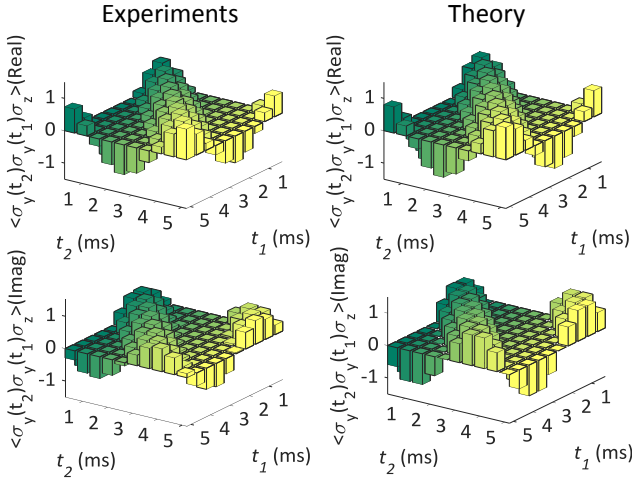 Experiments
Theory
<σy(t2)σy(t1)σz>(Real)
1
0
-1
1 2 3 4 5
5 4 3 2 1
t2 (ms)
t1 (ms)
<σy(t2)σy(t1)σz>(Real)
1
0
-1
1 2 3 4 5
5 4 3 2 1
t2 (ms)
t1 (ms)
<σy(t2)σy(t1)σz>(Imag)
1
0
-1
1 2 3 4 5
5 4 3 2 1
t2 (ms)
t1 (ms)
<σy(t2)σy(t1)σz>(Imag)
1
0
-1
1 2 3 4 5
5 4 3 2 1
t2 (ms)
t1 (ms)